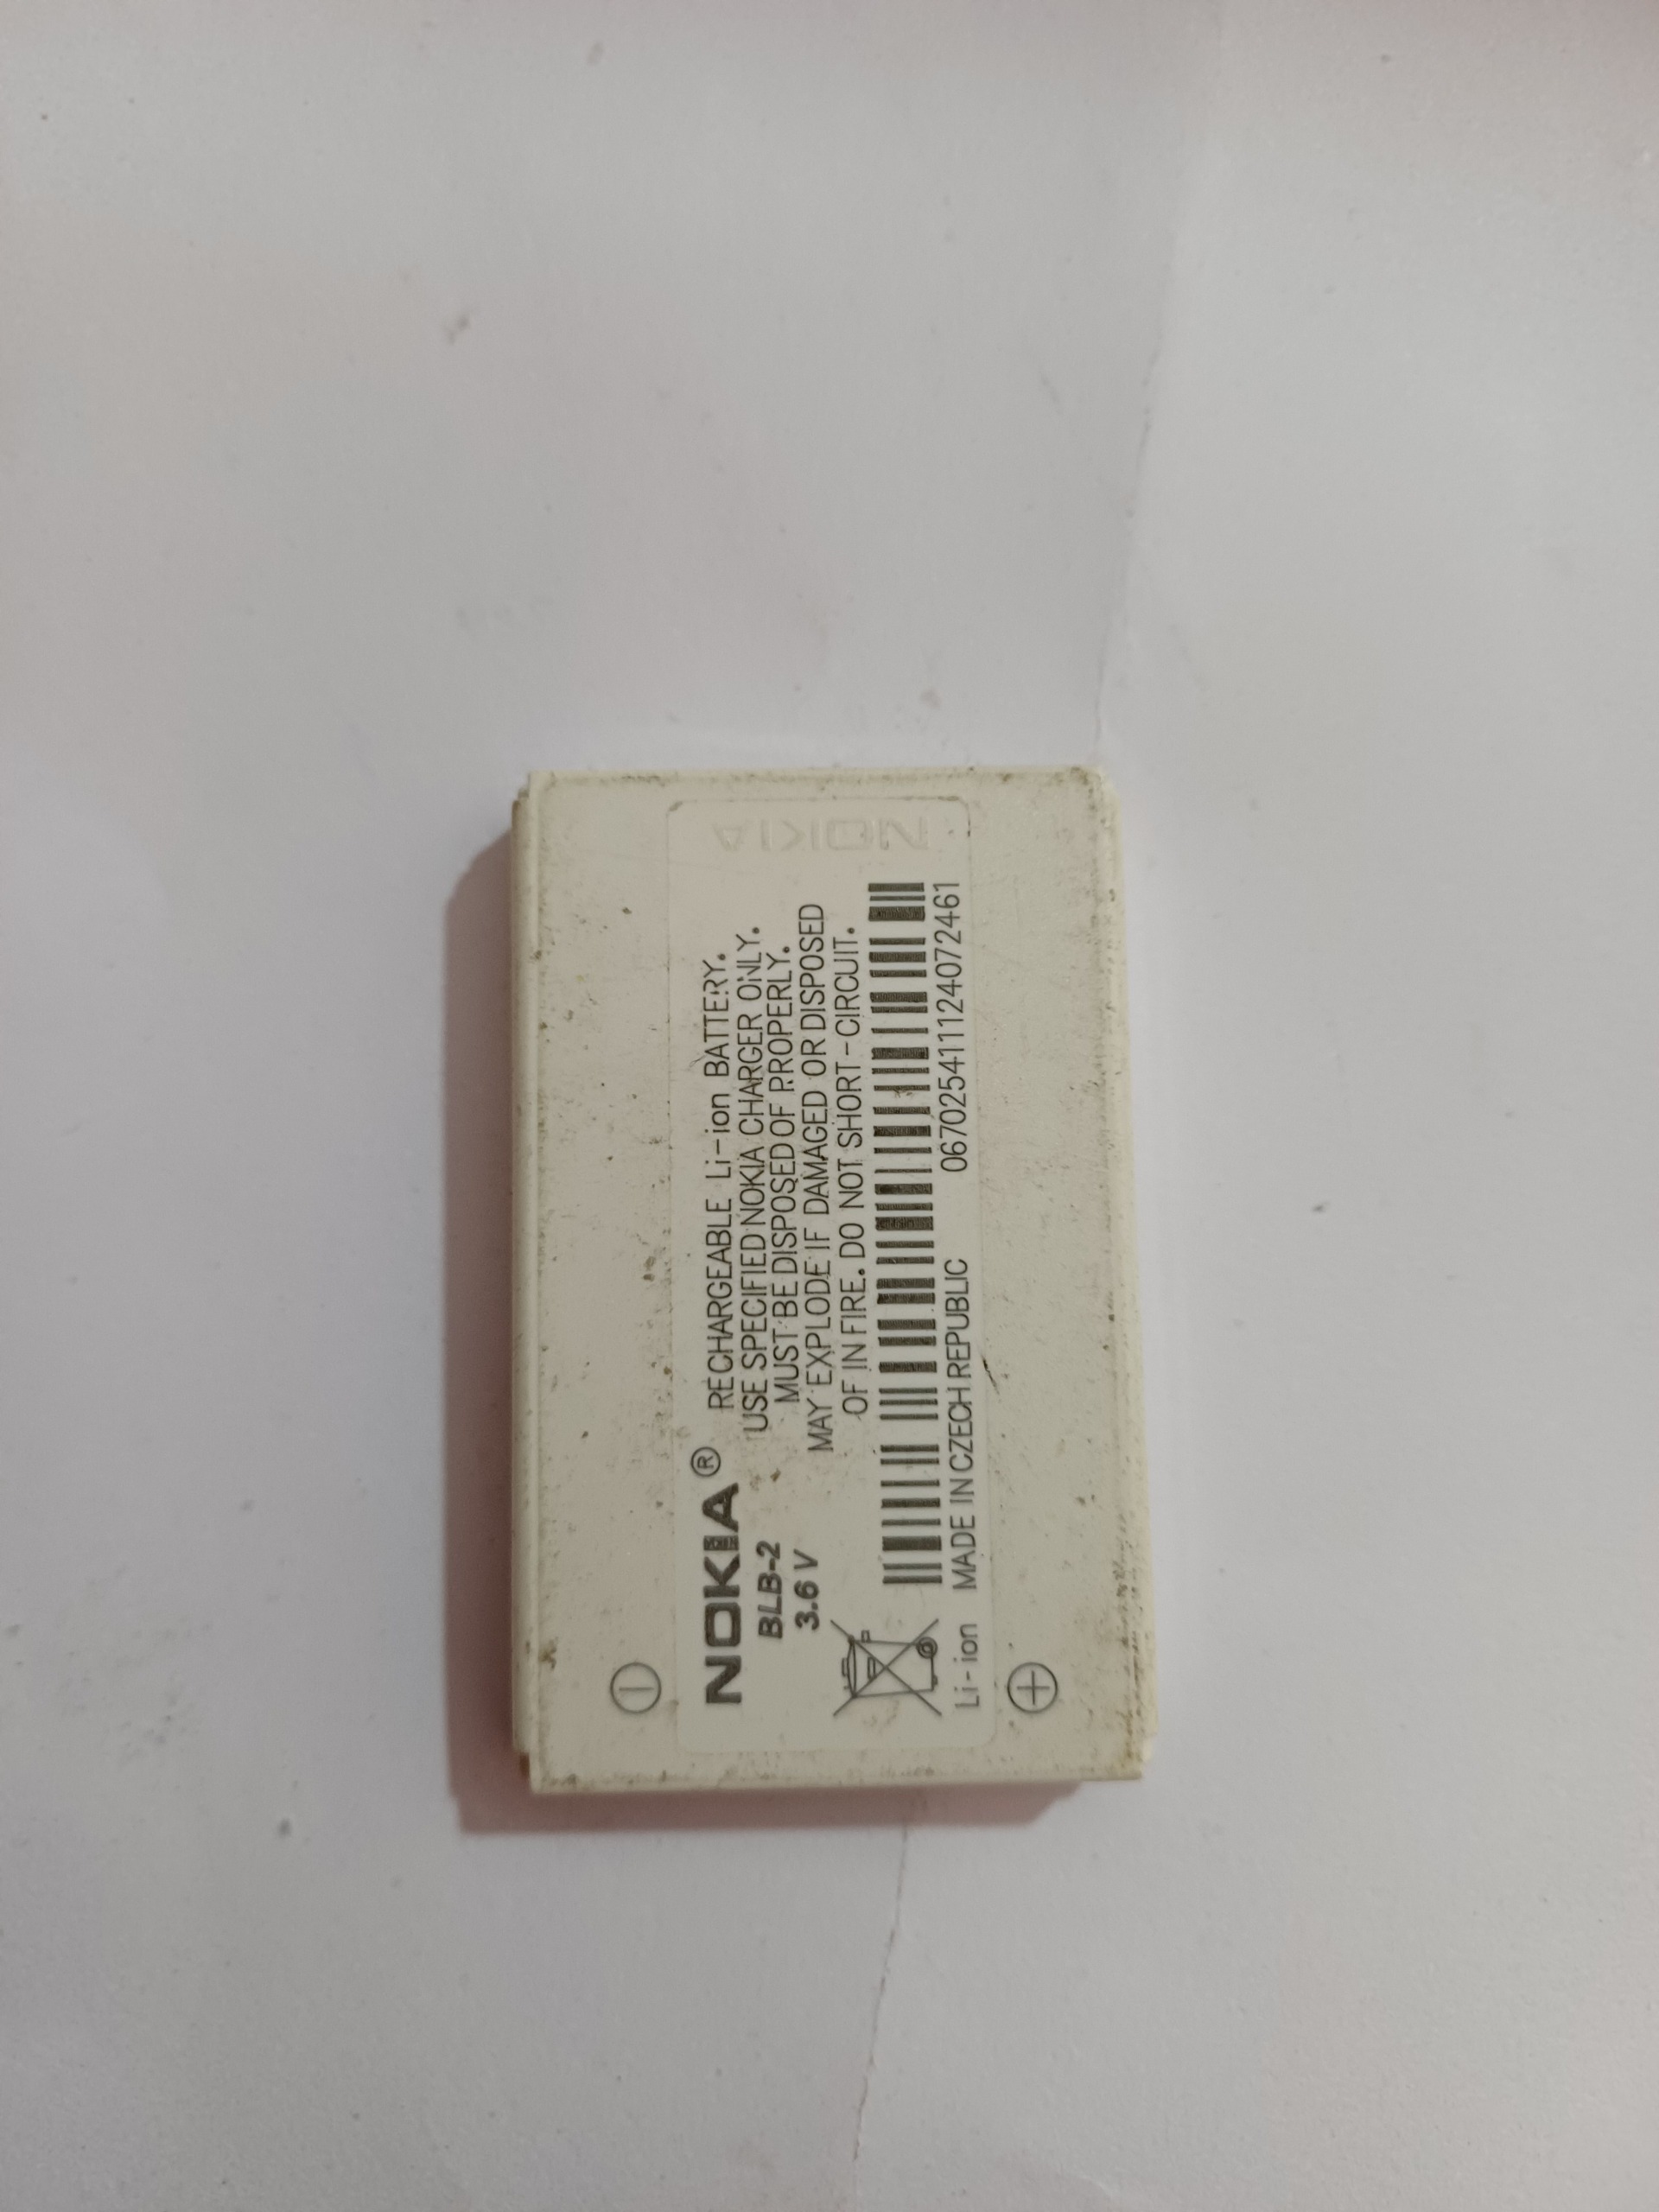 NOKIA®
BLB-2
3.6 V
RECHARGEABLE Li-ion BATTERY.
USE SPECIFIED NOKIA CHARGER ONLY.
MUST BE DISPOSED OF PROPERLY.
MAY EXPLODE IF DAMAGED OR DISPOSED
OF IN FIRE. DO NOT SHORT-CIRCUIT.
Li-ion MADE IN CZECH REPUBLIC 0670254111124072461
NOKIA